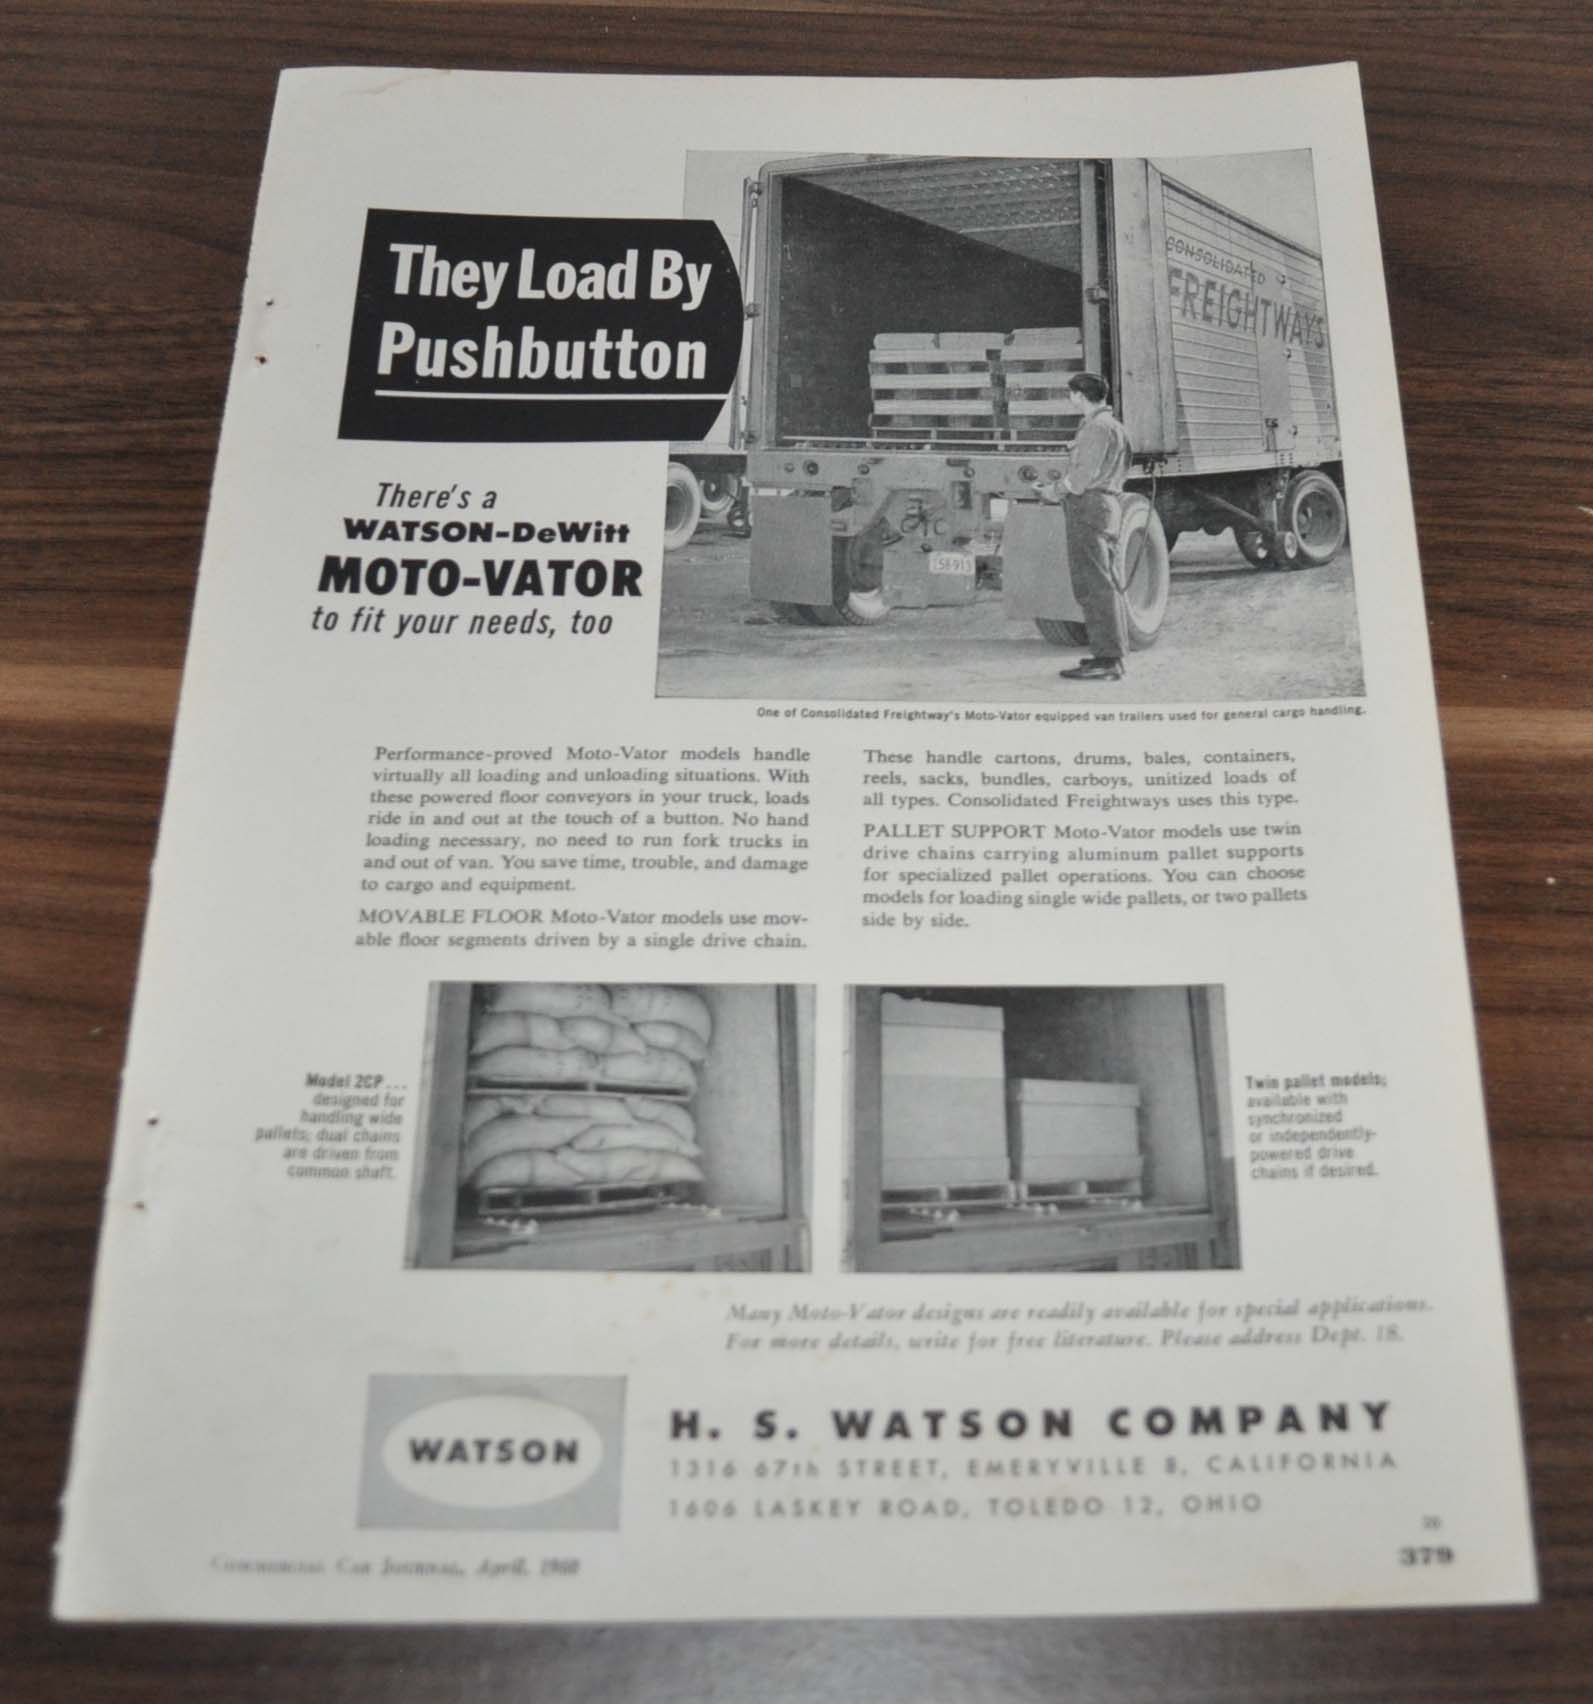 They Load By
Pushbutton
There's a
WATSON-DeWitt
MOTO-VATOR
to fit your needs, too
CONSOLIDATED
FREIGHTWAYS
CTC
One of Consolidated Freightway's Moto-Vator equipped van trailers used for general cargo handling.
Performance-proved Moto-Vator models handle
virtually all loading and unloading situations. With
these powered floor conveyors in your truck, loads
ride in and out at the touch of a button. No hand
loading necessary, no need to run fork trucks in
and out of van. You save time, trouble, and damage
to cargo and equipment.
MOVABLE FLOOR Moto-Vator models use mov-
able floor segments driven by a single drive chain.
These handle cartons, drums, bales, containers,
reels, sacks, bundles, carboys, unitized loads of
all types. Consolidated Freightways uses this type.
PALLET SUPPORT Moto-Vator models use twin
drive chains carrying aluminum pallet supports
for specialized pallet operations. You can choose
models for loading single wide pallets, or two pallets
side by side.
Model 2CP...
designed for
handling wide
pallets; dual chains
are driven from
common shaft.
Twin pallet models;
available with
synchronized
or independently-
powered drive
chains if desired.
Many Moto-Vator designs are readily available for special applications.
For more details, write for free literature. Please address Dept. 18.
WATSON
H. S. WATSON COMPANY
1316 67th STREET, EMERYVILLE 8, CALIFORNIA
1606 LASKEY ROAD, TOLEDO 12, OHIO
COMMERCIAL CAR JOURNAL, April, 1960
379